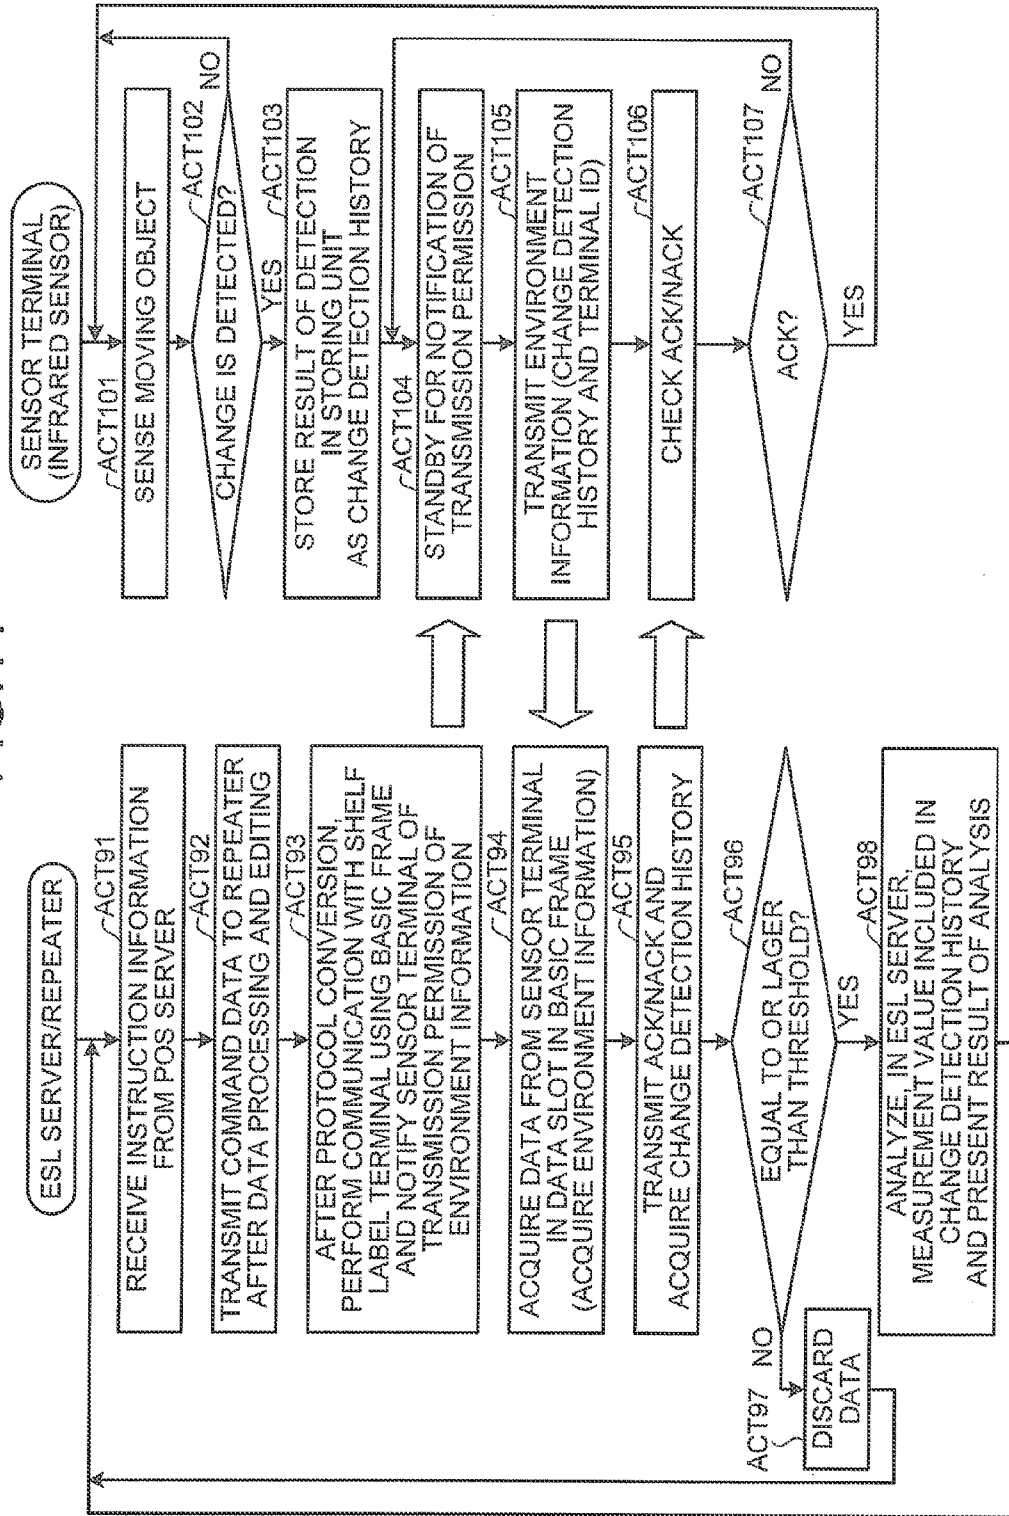 ESL SERVER/REPEATER
ACT91
RECEIVE INSTRUCTION INFORMATION
FROM POS SERVER
ACT92
TRANSMIT COMMAND DATA TO REPEATER
AFTER DATA PROCESSING AND EDITING
ACT93
AFTER PROTOCOL CONVERSION,
PERFORM COMMUNICATION WITH SHELF
LABEL TERMINAL USING BASIC FRAME
AND NOTIFY SENSOR TERMINAL OF
TRANSMISSION PERMISSION OF
ENVIRONMENT INFORMATION
ACT94
ACQUIRE DATA FROM SENSOR TERMINAL
IN DATA SLOT IN BASIC FRAME
(ACQUIRE ENVIRONMENT INFORMATION)
ACT95
TRANSMIT ACK/NACK AND
ACQUIRE CHANGE DETECTION HISTORY
ACT96
EQUAL TO OR LAGER
THAN THRESHOLD?
NO
YES
ACT97
DISCARD
DATA
ACT98
ANALYZE, IN ESL SERVER,
MEASUREMENT VALUE INCLUDED IN
CHANGE DETECTION HISTORY
AND PRESENT RESULT OF ANALYSIS
SENSOR TERMINAL
(INFRARED SENSOR)
ACT101
SENSE MOVING OBJECT
ACT102
CHANGE IS DETECTED?
NO
YES
ACT103
STORE RESULT OF DETECTION
IN STORING UNIT
AS CHANGE DETECTION HISTORY
ACT104
STANDBY FOR NOTIFICATION OF
TRANSMISSION PERMISSION
ACT105
TRANSMIT ENVIRONMENT
INFORMATION (CHANGE DETECTION
HISTORY AND TERMINAL ID)
ACT106
CHECK ACK/NACK
ACT107
ACK?
NO
YES